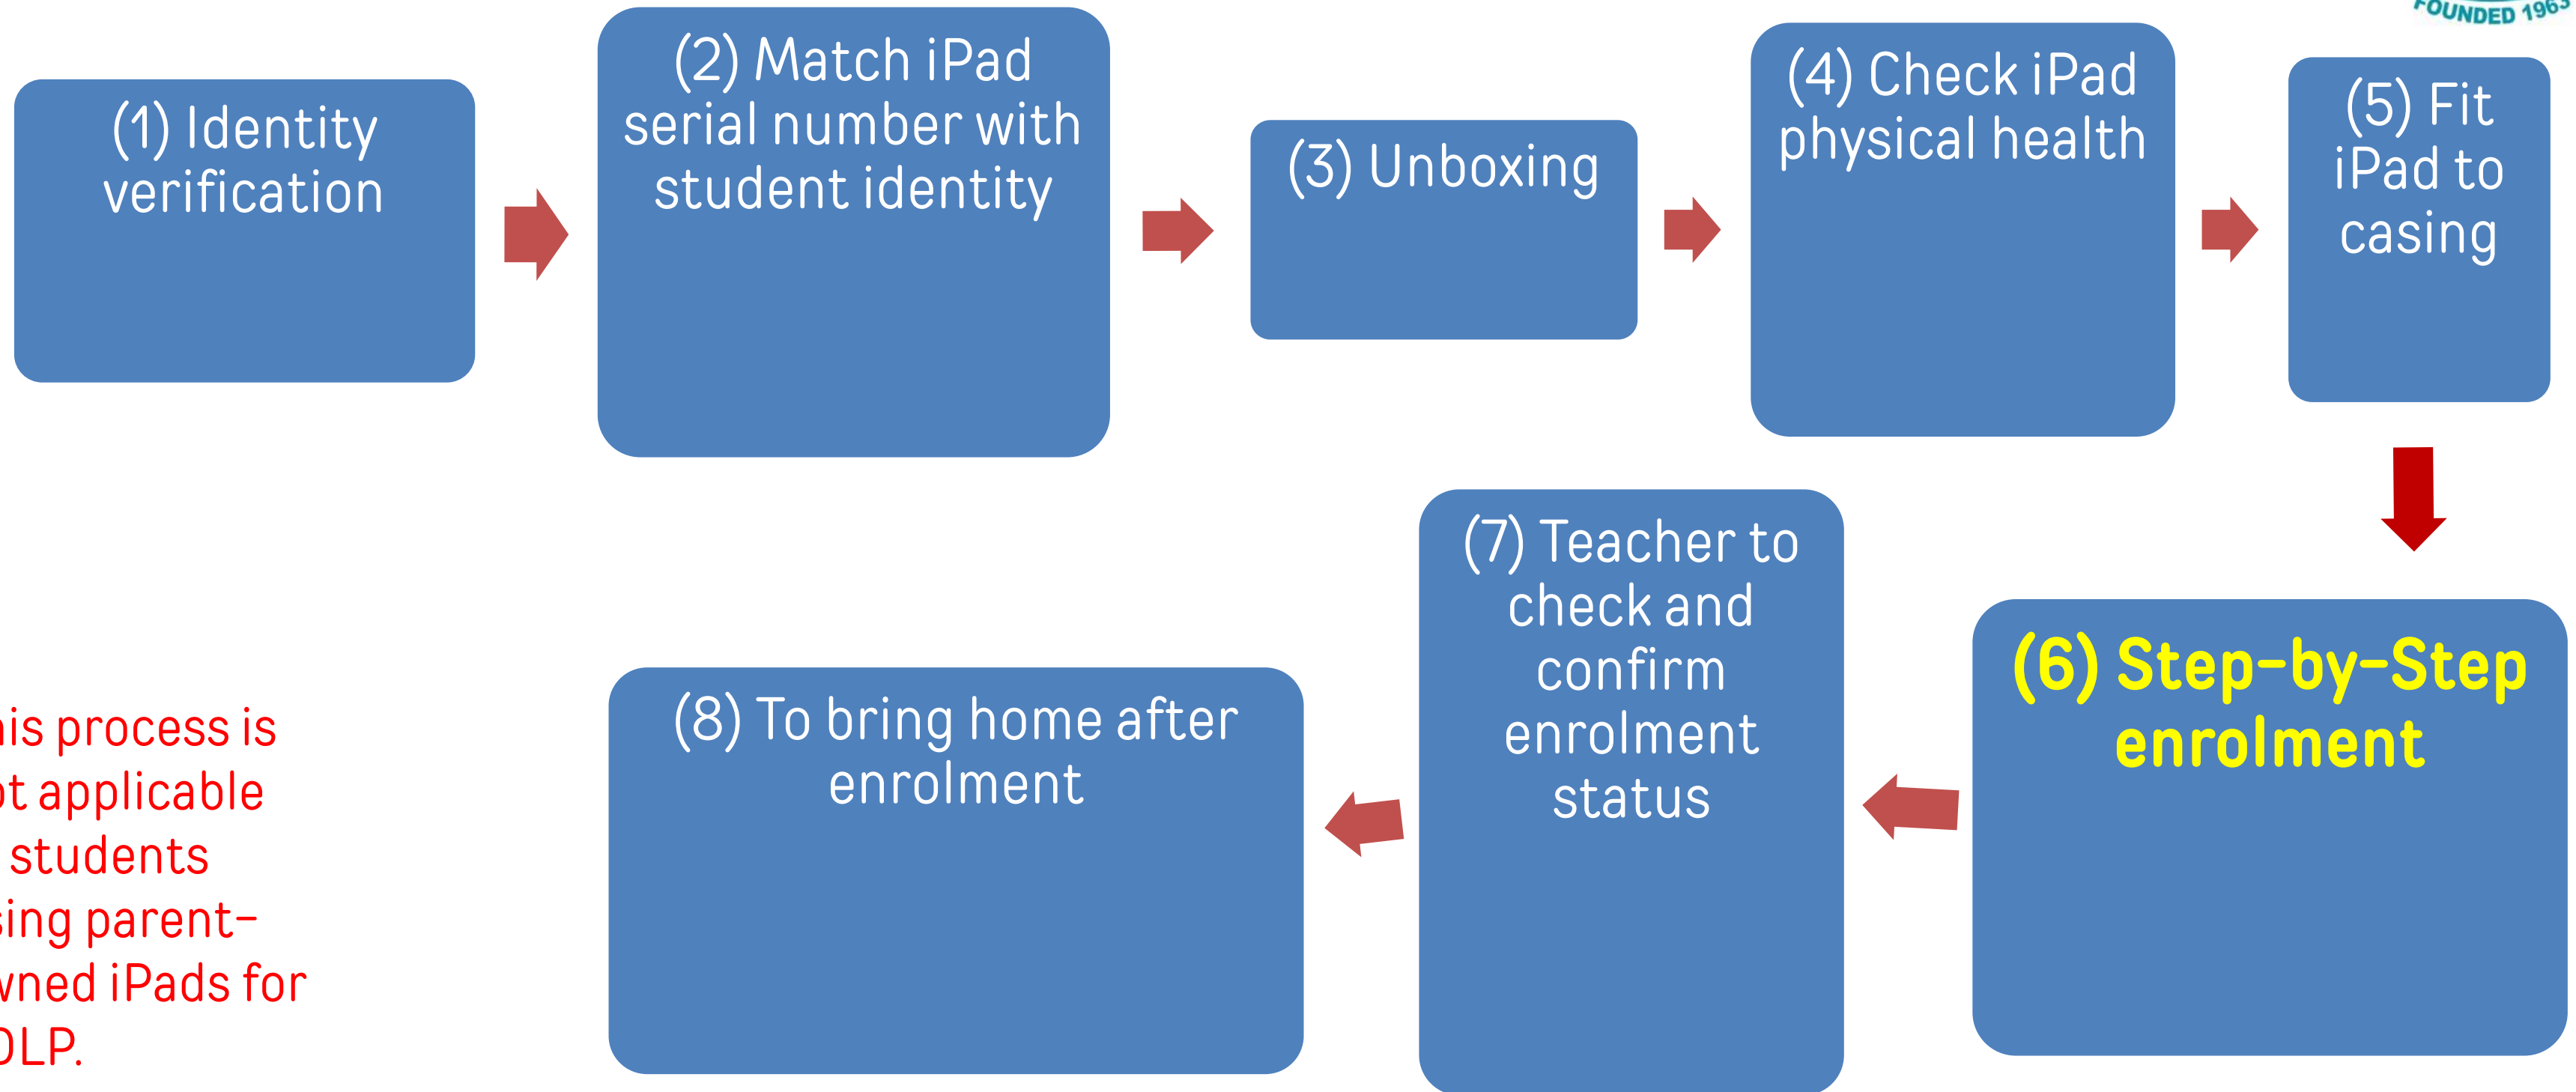 FOUNDED 1963
(1) Identity
verification
(2) Match iPad
serial number with
student identity
(3) Unboxing
(4) Check iPad
physical health
(5) Fit
iPad to
casing
(6) Step-by-Step
enrolment
(7) Teacher to
check and
confirm
enrolment
status
(8) To bring home after
enrolment
process is
applicable
students
parent-
iPads for